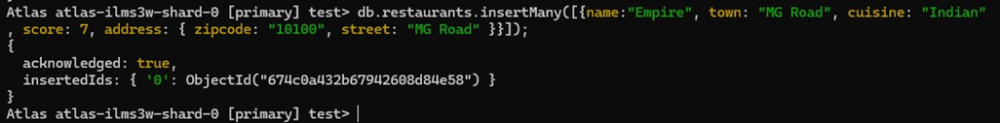 Atlas atlas-ilms3w-shard-0 [primary] test> db.restaurants.insertMany([{name:"Empire", town: "MG Road", cuisine: "Indian"
, score: 7, address: { zipcode: "10100", street: "MG Road" }}]);
{
  acknowledged: true,
  insertedIds: { '0': ObjectId("674c0a432b67942608d84e58") }
}
Atlas atlas-ilms3w-shard-0 [primary] test>